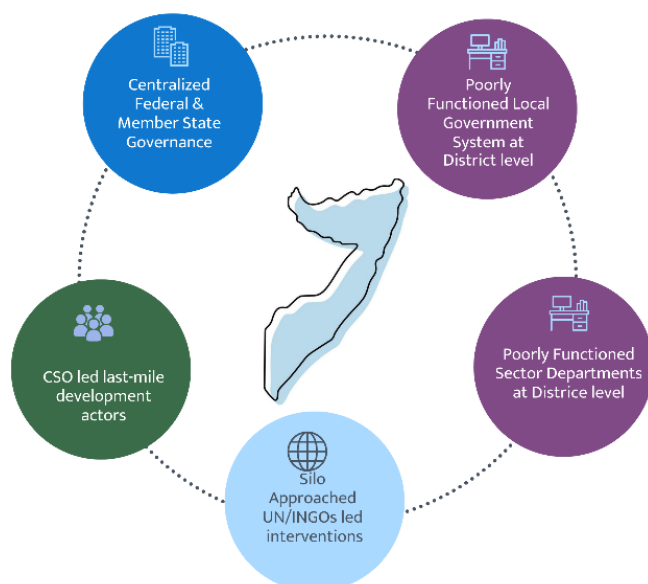 Centralized
Federal &
Member State
Governance
Poorly
Functioned Local
Government
System at
District level
CSO led last-mile
development
actors
Poorly Functioned
Sector Departments
at Districe level
Silo
Approached
UN/INGOs led
interventions